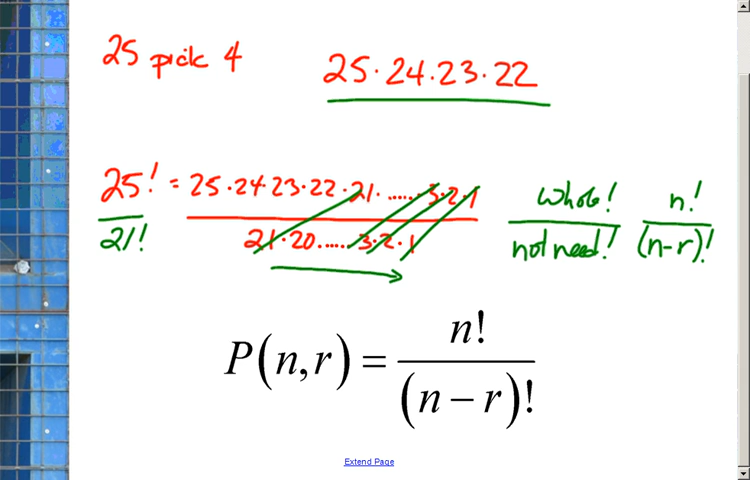 25 pick 4
25·24·23·22
25! = 25·24·23·22·21·......·3·2·1
21!
21·20......3·2·1
whole!
not need!
n!
(n-r)!
P(n,r) = n!
(n − r)!
Extend Page